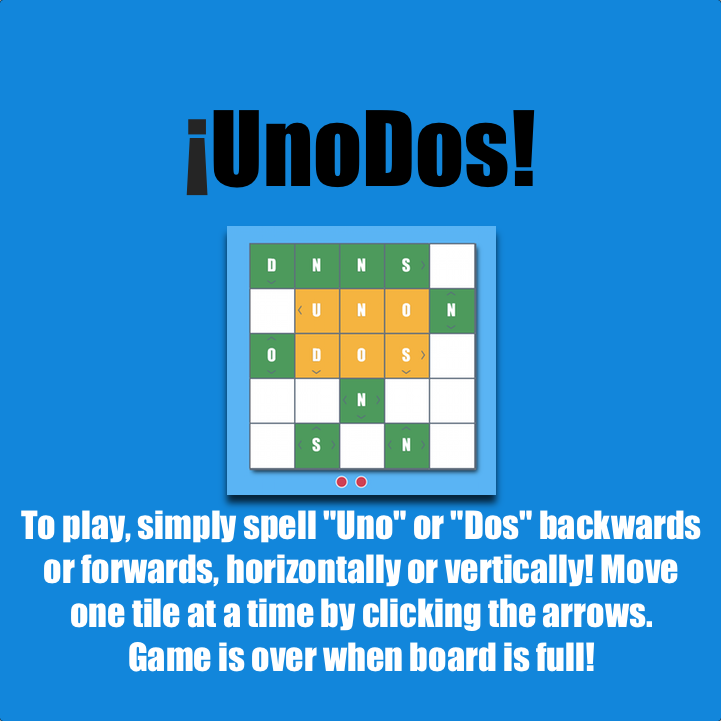 ¡UnoDos!
D N N S
U N O N
O D O S
N
S N
To play, simply spell "Uno" or "Dos" backwards
or forwards, horizontally or vertically! Move
one tile at a time by clicking the arrows.
Game is over when board is full!